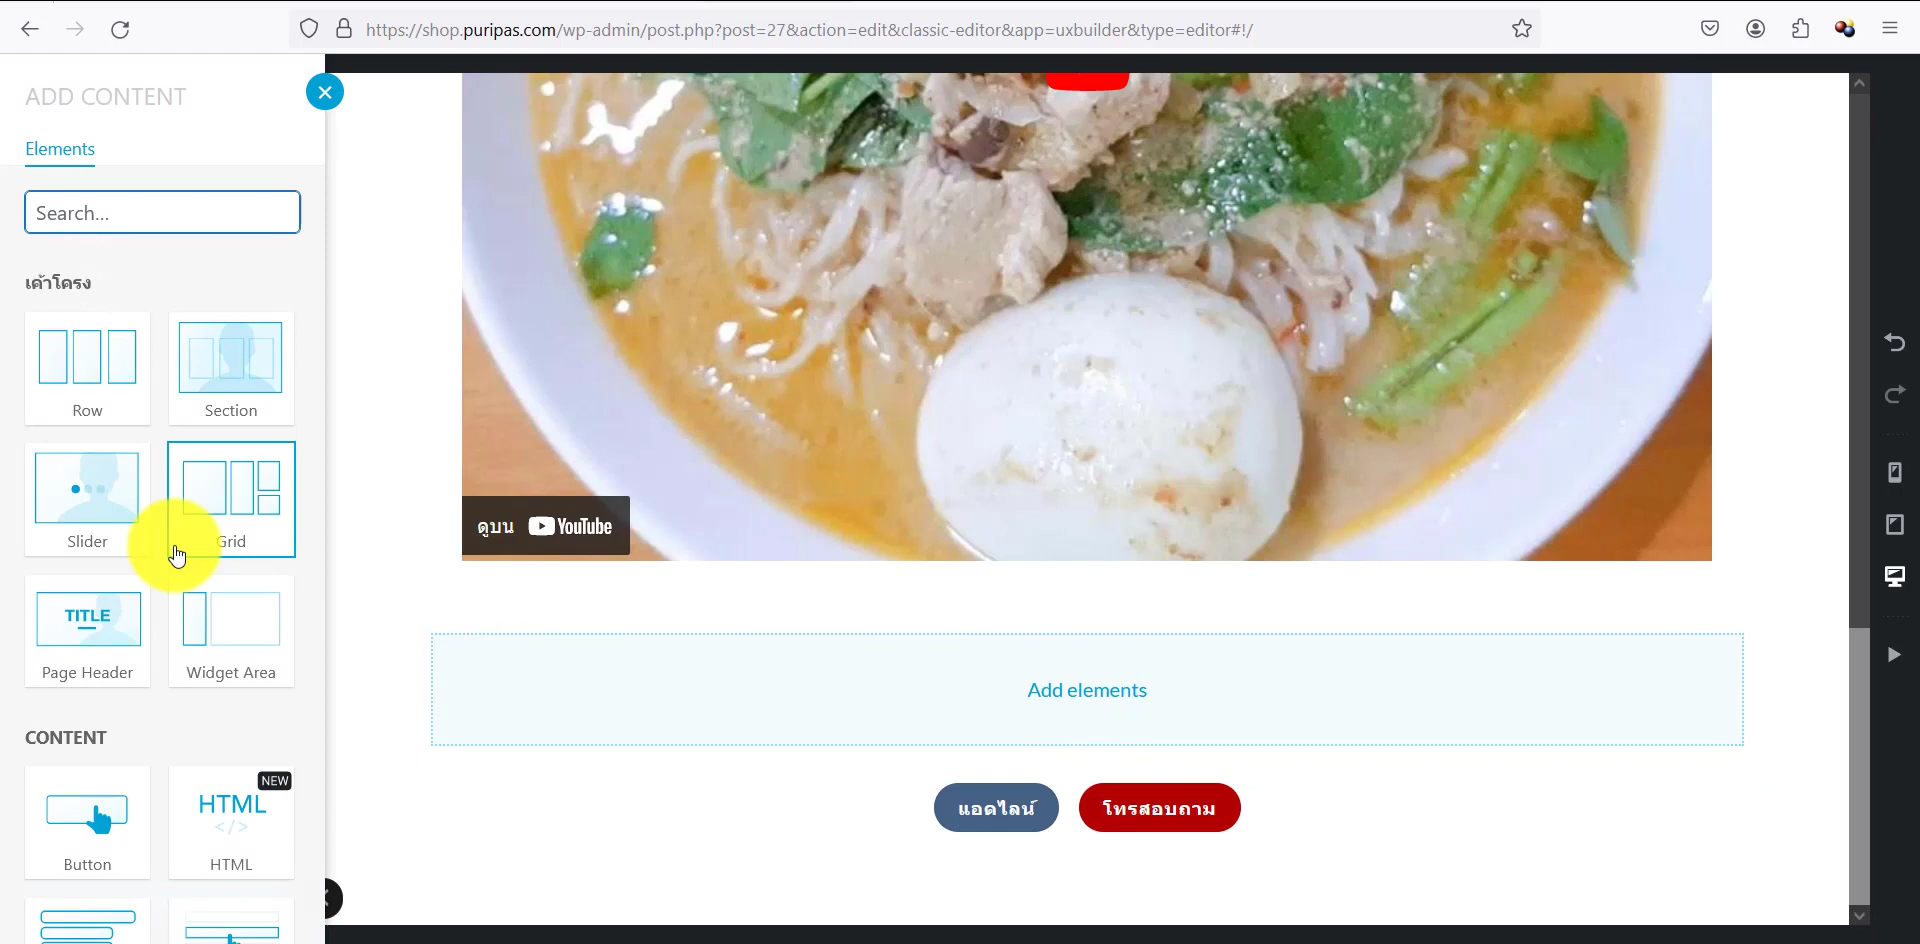 https://shop.puripas.com/wp-admin/post.php?post=27&action=edit&classic-editor&app=uxbuilder&type=editor#!/
ADD CONTENT
Elements
Search...
เค้าโครง
Row
Section
Slider
Grid
TITLE
Page Header
Widget Area
CONTENT
NEW
HTML
</>
Button
HTML
ดูบน YouTube
Add elements
แอดไลน์
โทรสอบถาม